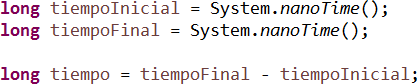 long tiempoInicial = System.nanoTime();
long tiempoFinal = System.nanoTime();
long tiempo = tiempoFinal - tiempoInicial;